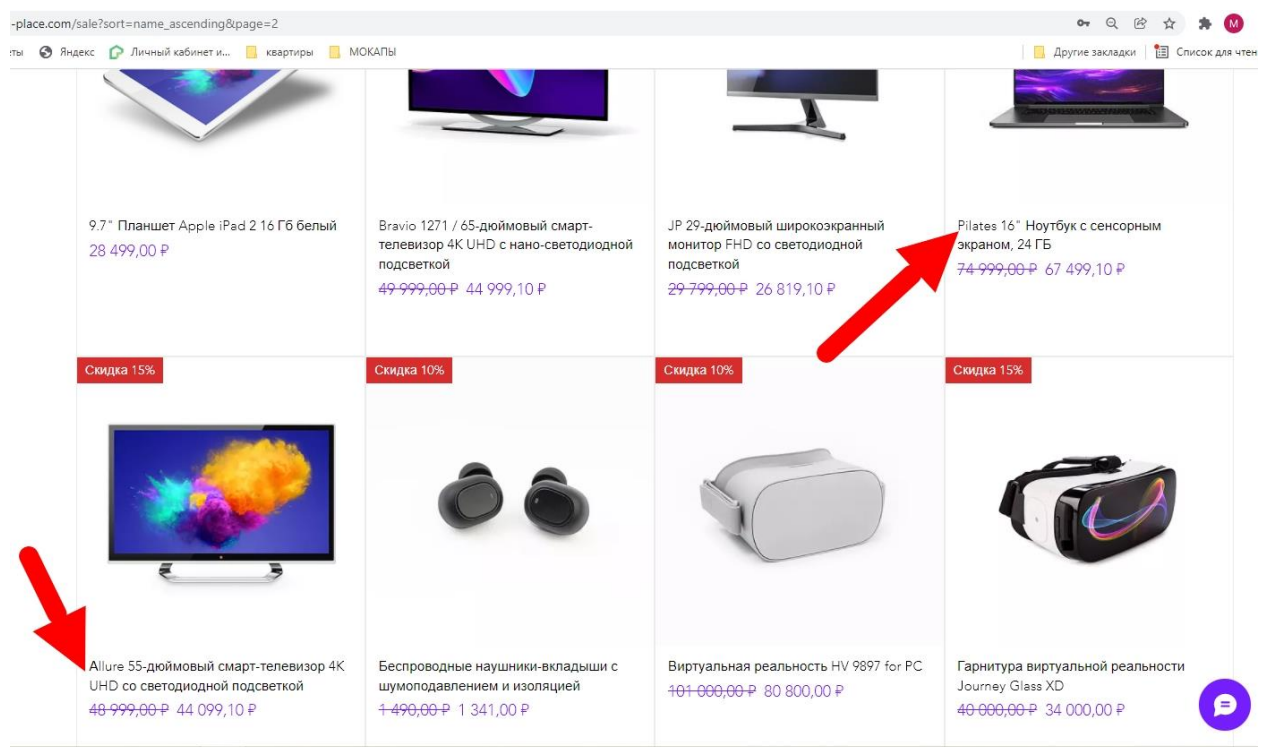 -place.com/sale?sort=name_ascending&page=2
M
Яндекс Личный кабинет и... квартиры МОКАПЫ Другие закладки Список для чтен
9.7" Планшет Apple iPad 2 16 Гб белый
28 499,00 ₽
Bravio 1271 / 65-дюймовый смарт-
телевизор 4K UHD с нано-светодиодной
подсветкой
49 999,00 ₽ 44 999,10 ₽
JP 29-дюймовый широкоэкранный
монитор FHD со светодиодной
подсветкой
29 799,00 ₽ 26 819,10 ₽
Pilates 16" Ноутбук с сенсорным
экраном, 24 ГБ
74 999,00 ₽ 67 499,10 ₽
Скидка 15%
Allure 55-дюймовый смарт-телевизор 4K
UHD со светодиодной подсветкой
48 999,00 ₽ 44 099,10 ₽
Скидка 10%
Беспроводные наушники-вкладыши с
шумоподавлением и изоляцией
1 490,00 ₽ 1 341,00 ₽
Скидка 10%
Виртуальная реальность HV 9897 for PC
101 000,00 ₽ 80 800,00 ₽
Скидка 15%
Гарнитура виртуальной реальности
Journey Glass XD
40 000,00 ₽ 34 000,00 ₽